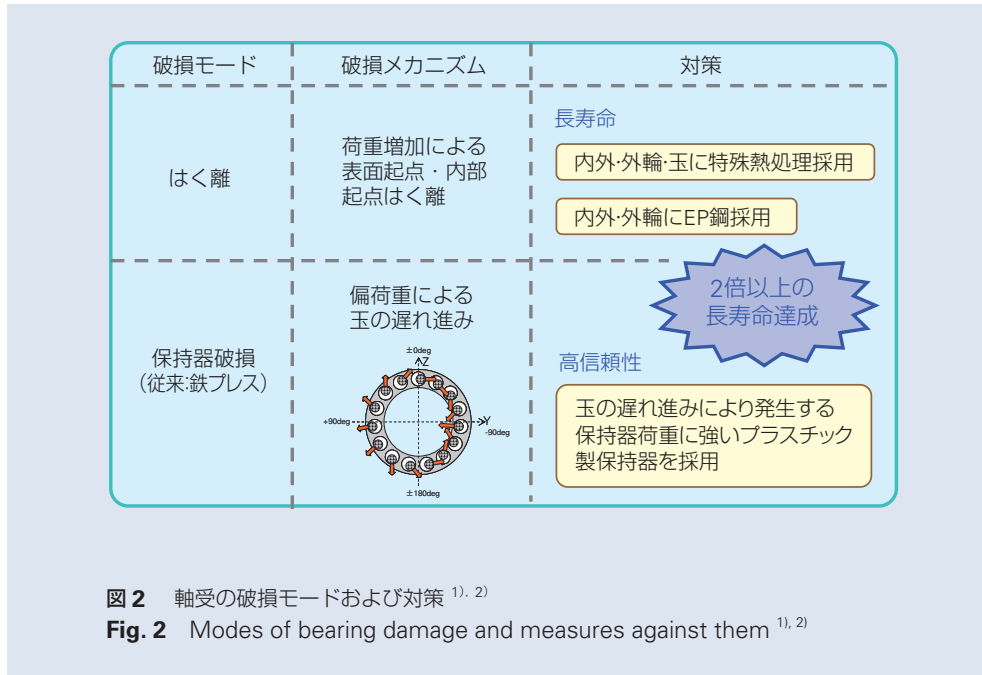 破損モード
破損メカニズム
対策
はく離
荷重増加による
表面起点・内部
起点はく離
長寿命
内外・外輪・玉に特殊熱処理採用
内外・外輪にEP鋼採用
2倍以上の
長寿命達成
保持器破損
(従来:鉄プレス)
偏荷重による
玉の遅れ進み
±0deg
Z
+90deg
Y
-90deg
±180deg
高信頼性
玉の遅れ進みにより発生する
保持器荷重に強いプラスチック
製保持器を採用
図2 軸受の破損モードおよび対策 1), 2)
Fig. 2 Modes of bearing damage and measures against them 1), 2)